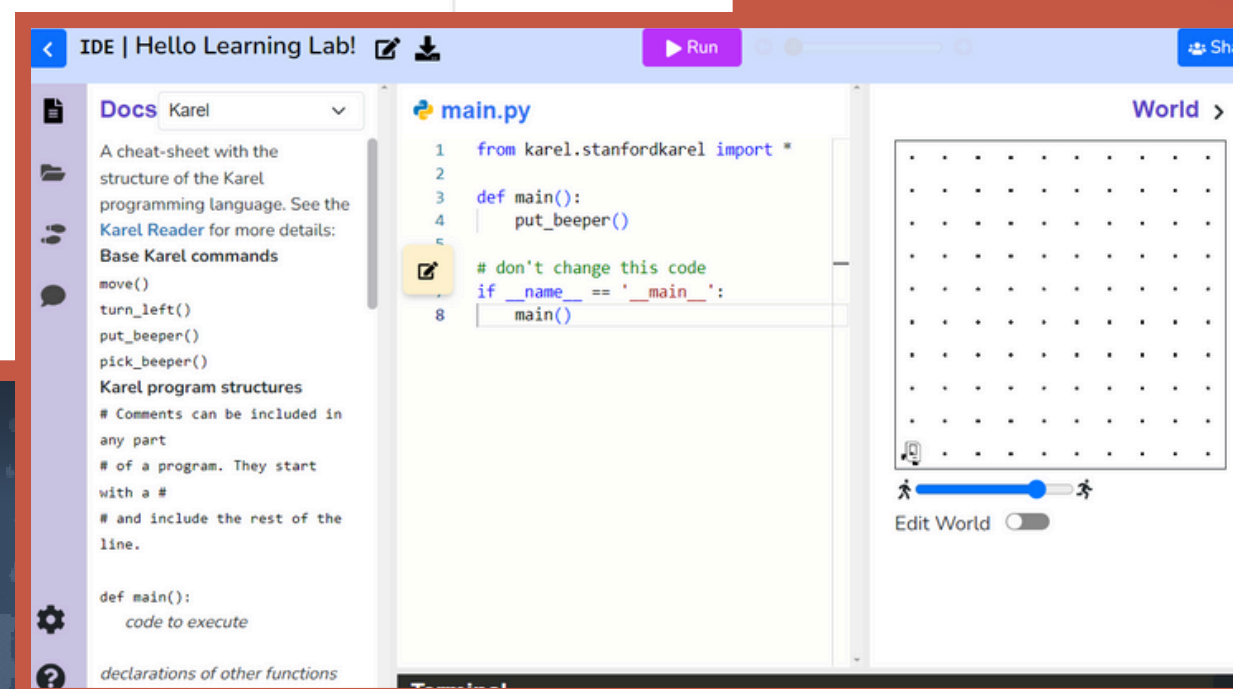 IDE | Hello Learning Lab!
Run
Docs
Karel
A cheat-sheet with the
structure of the Karel
programming language. See the
Karel Reader for more details:
Base Karel commands
move()
turn_left()
put_beeper()
pick_beeper()
Karel program structures
# Comments can be included in
any part
# of a program. They start
with a #
# and include the rest of the
line.
def main():
code to execute
declarations of other functions
main.py
1 from karel.stanfordkarel import *
2
3 def main():
4 put_beeper()
# don't change this code
if __name__ == '__main__':
8 main()
World
Edit World